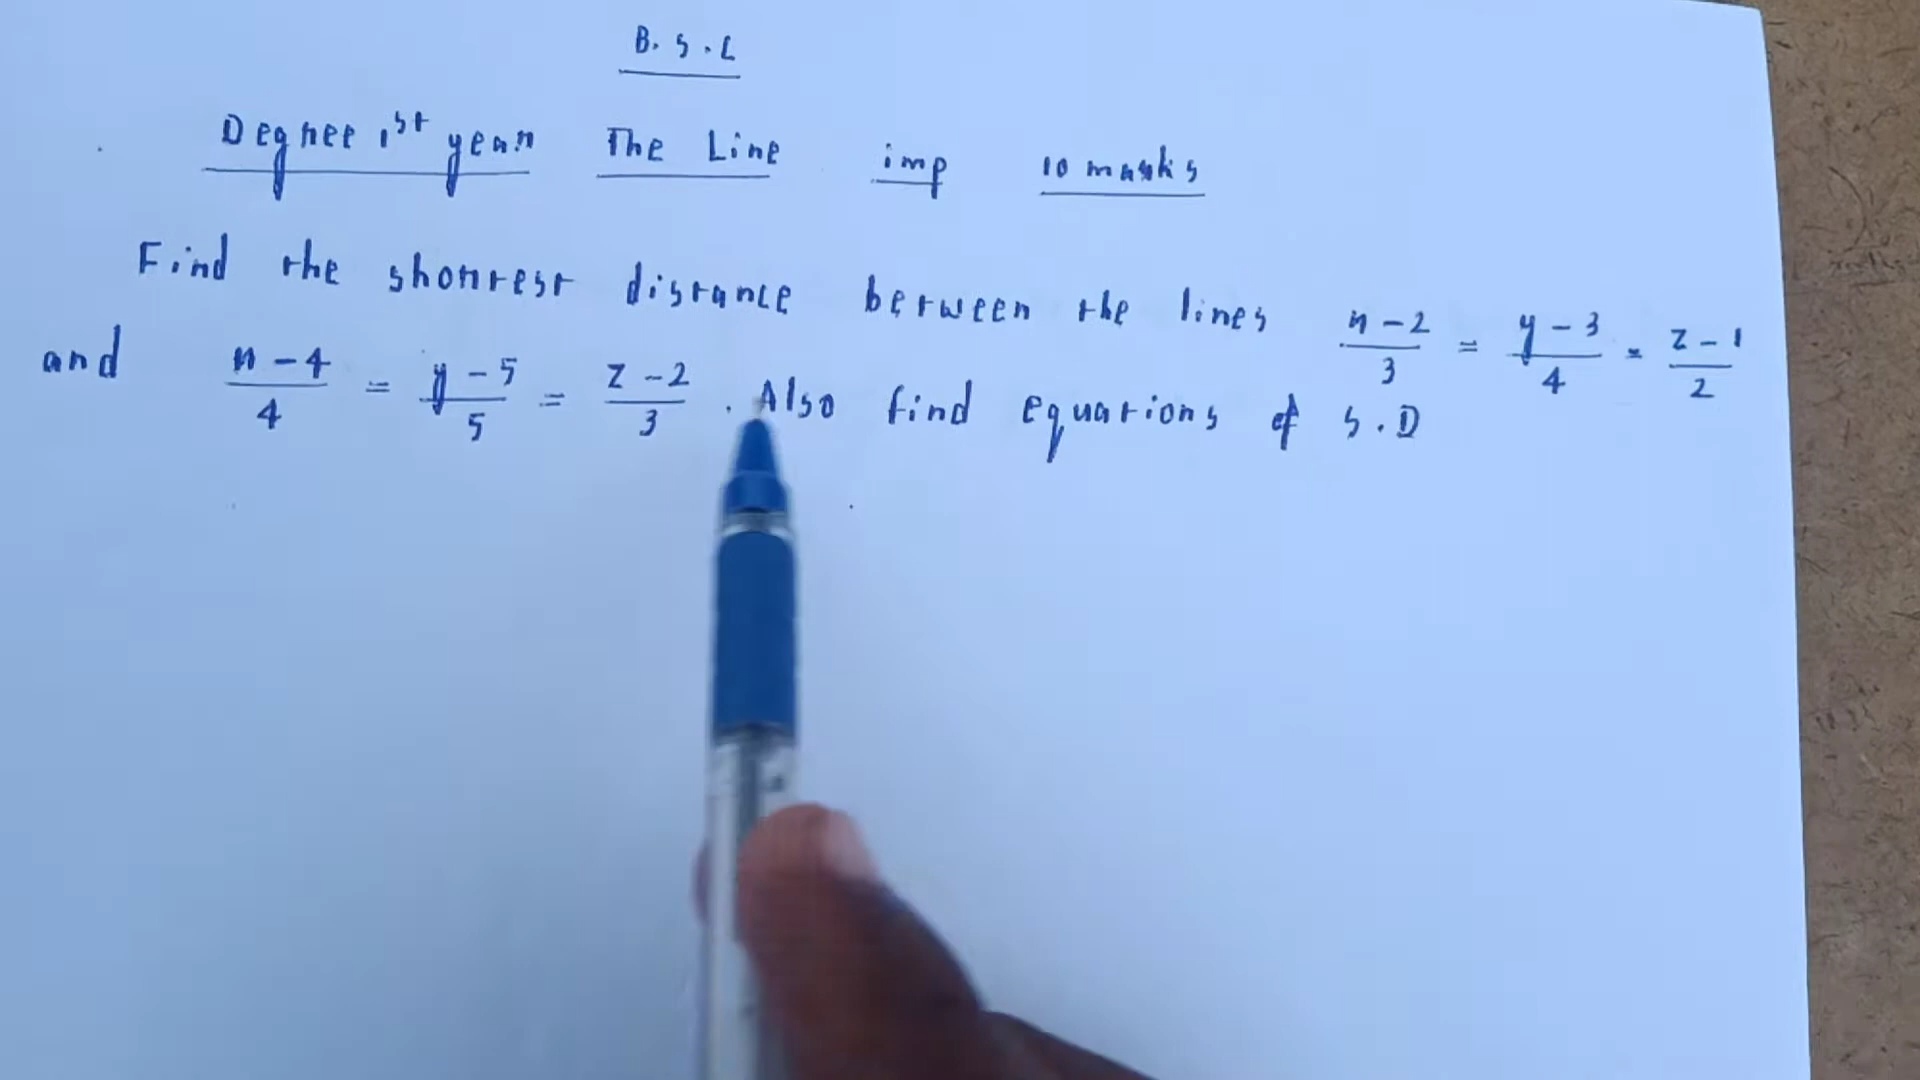 B.S.C
Degree 1st year The Line imp 10 marks
Find the shortest distance between the lines x-2/3 = y-3/4 = z-1/2
and x-4/4 = y-5/5 = z-2/3 . Also find equations of S.D